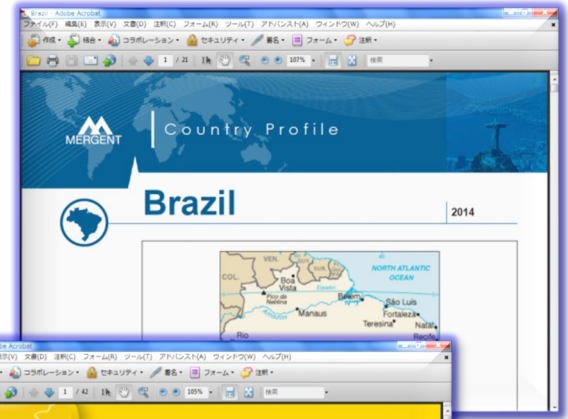 Brazil - Adobe Acrobat
ファイル(F) 編集(E) 表示(V) 文書(D) 注釈(C) フォーム(R) ツール(T) アドバンスト(A) ウィンドウ(W) ヘルプ(H)
作成 結合 コラボレーション セキュリティ 署名 フォーム 注釈
1 / 21 107% 検索
MERGENT
Country Profile
Brazil
2014
VEN.
COL.
SUR.
NORTH ATLANTIC
OCEAN
Boa
Vista
Pico da
Neblina
Equator
Belém
São Luís
Manaus
Amazon
Fortaleza
Teresina
Natal
Recife
Rio
be Acrobat
表示(V) 文書(D) 注釈(C) フォーム(R) ツール(T) アドバンスト(A) ウィンドウ(W) ヘルプ(H)
コラボレーション セキュリティ 署名 フォーム 注釈
1 / 42 105% 検索